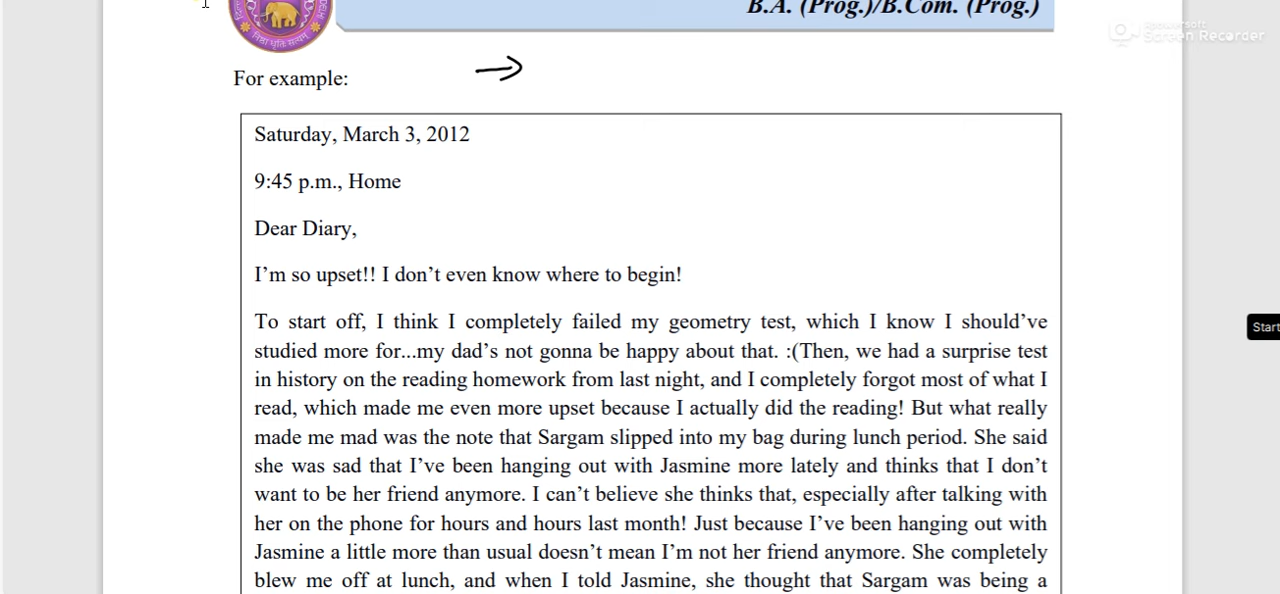 B.A. (Prog.)/B.Com. (Prog.)
निष्ठा धृति सत्यम्
Apowersoft
Screen Recorder
For example:
Saturday, March 3, 2012
9:45 p.m., Home
Dear Diary,
I’m so upset!! I don’t even know where to begin!
To start off, I think I completely failed my geometry test, which I know I should’ve
studied more for...my dad’s not gonna be happy about that. :(Then, we had a surprise test
in history on the reading homework from last night, and I completely forgot most of what I
read, which made me even more upset because I actually did the reading! But what really
made me mad was the note that Sargam slipped into my bag during lunch period. She said
she was sad that I’ve been hanging out with Jasmine more lately and thinks that I don’t
want to be her friend anymore. I can’t believe she thinks that, especially after talking with
her on the phone for hours and hours last month! Just because I’ve been hanging out with
Jasmine a little more than usual doesn’t mean I’m not her friend anymore. She completely
blew me off at lunch, and when I told Jasmine, she thought that Sargam was being a
Start